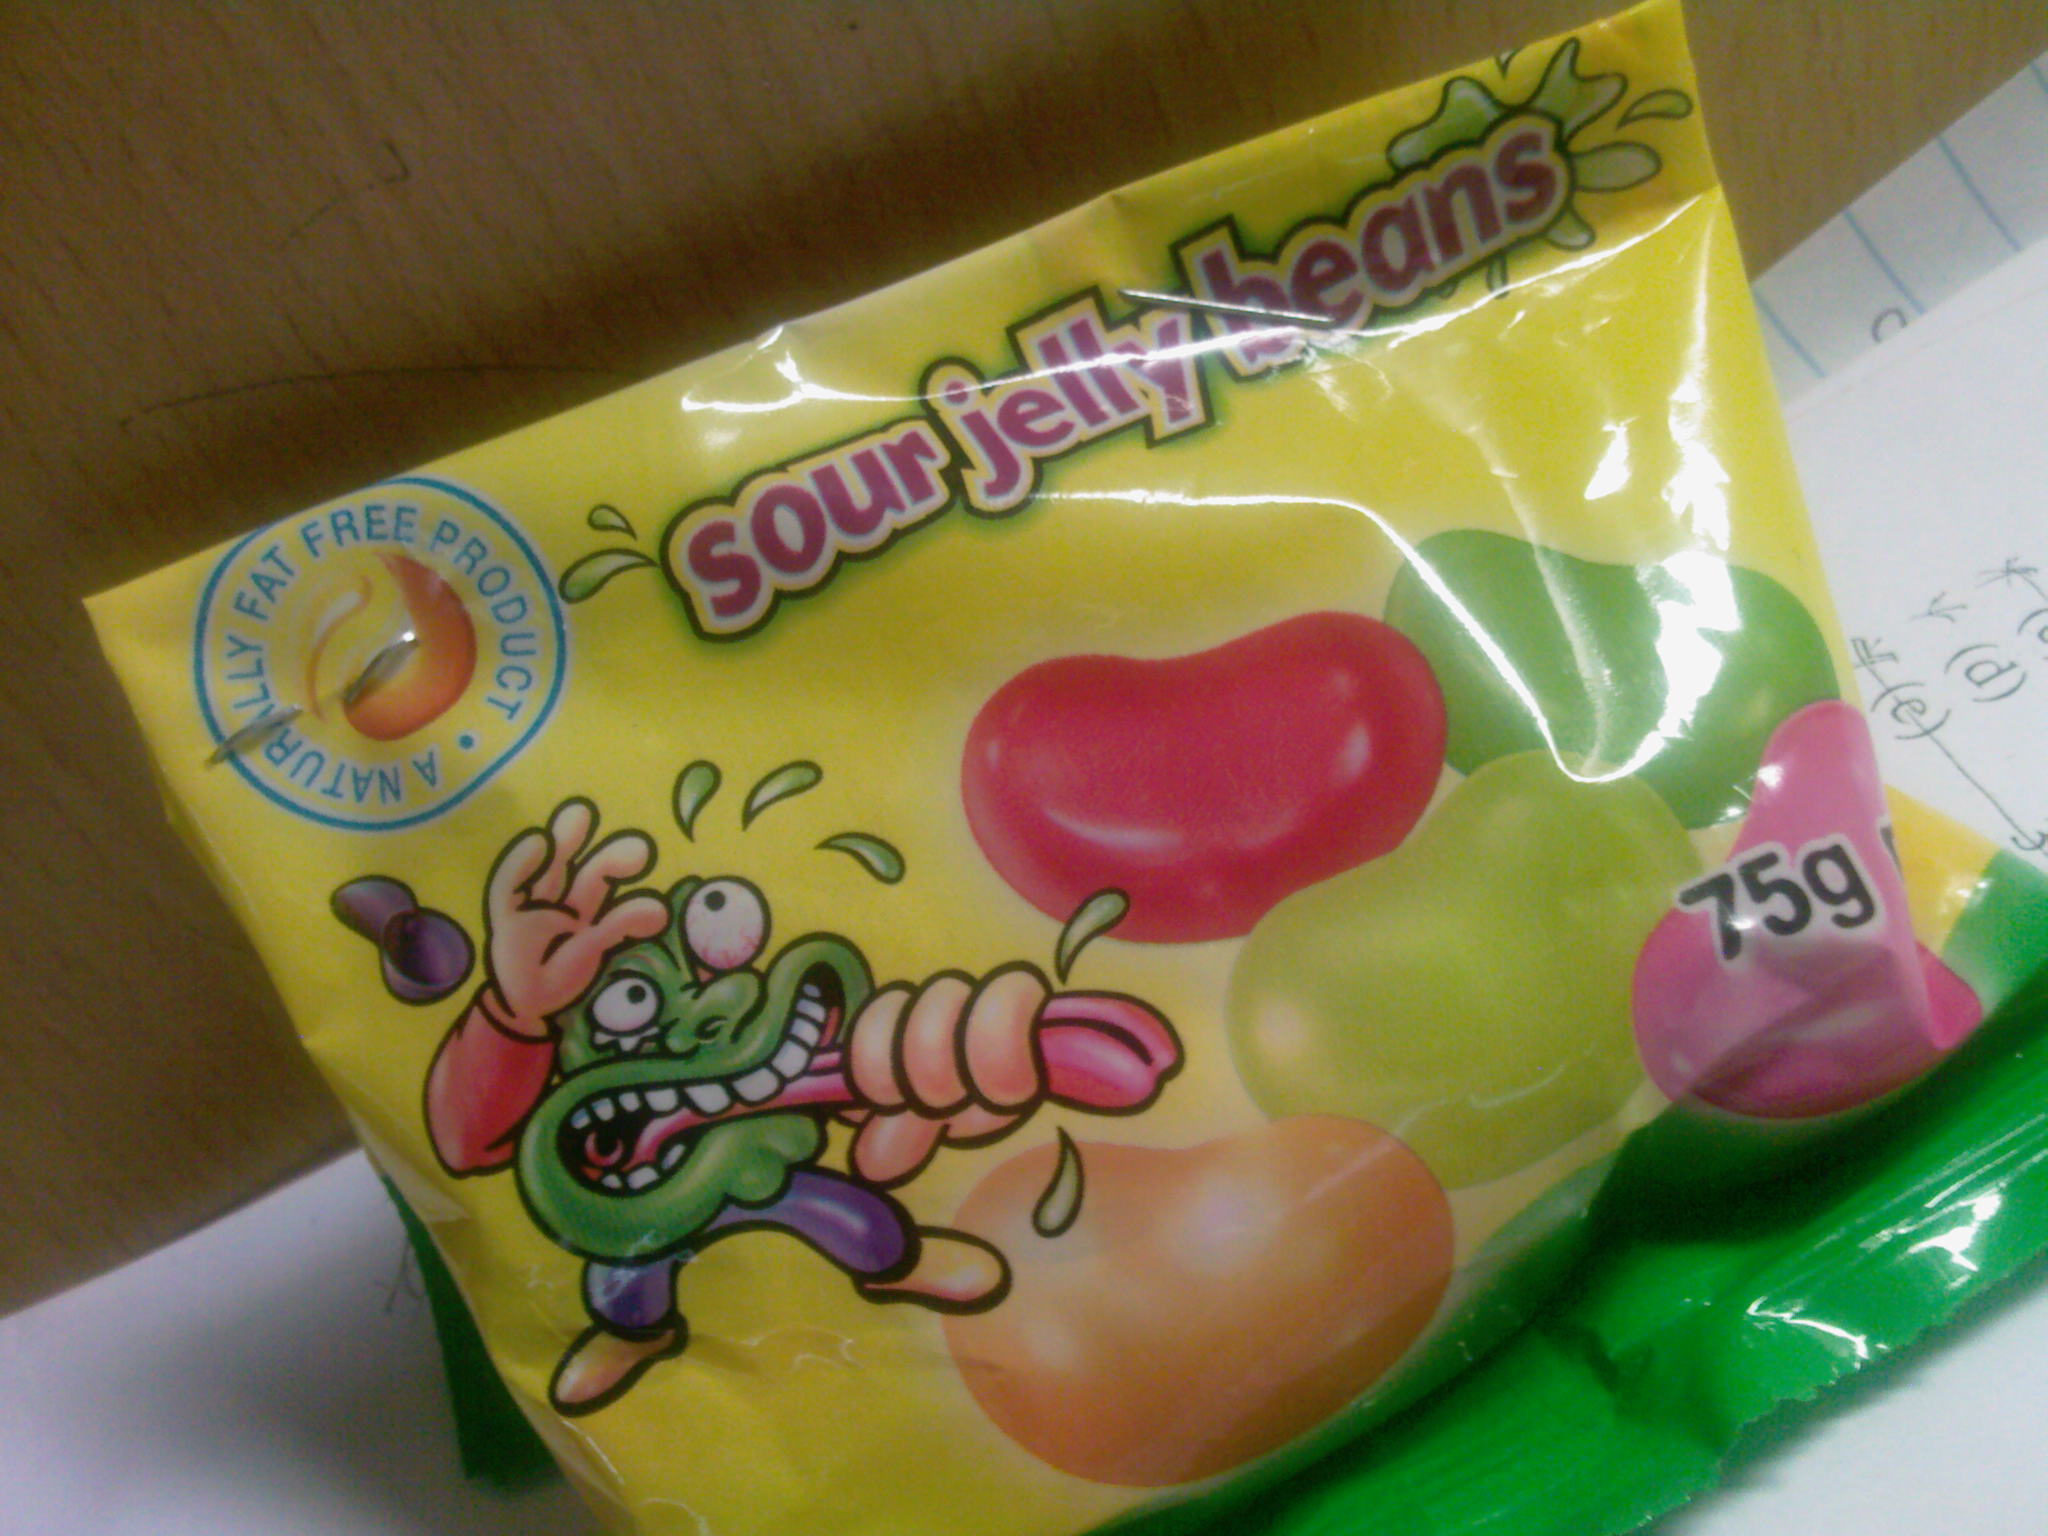 sour jelly beans
A NATURALLY FAT FREE PRODUCT •
75g
(d)
(e)